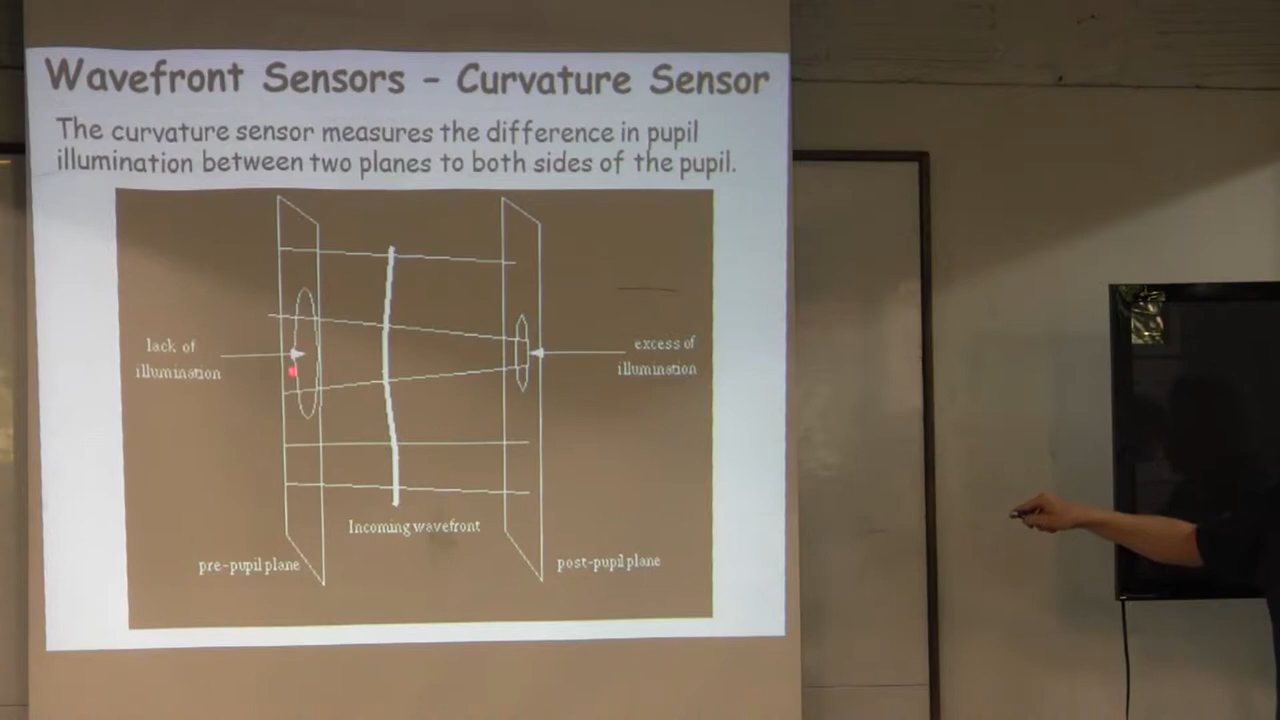 Wavefront Sensors – Curvature Sensor
The curvature sensor measures the difference in pupil
illumination between two planes to both sides of the pupil.
lack of
illumination
excess of
illumination
Incoming wavefront
pre-pupil plane
post-pupil plane